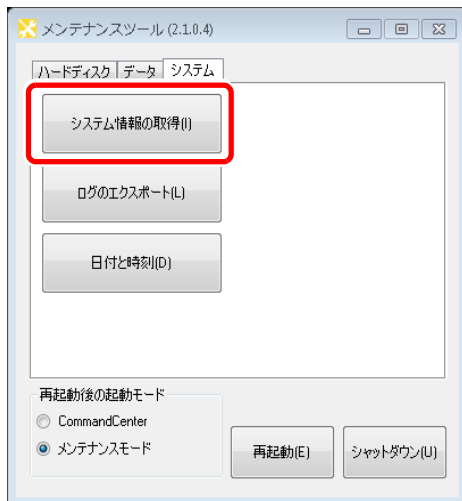 メンテナンスツール (2.1.0.4)
ハードディスク データ システム
システム情報の取得(I)
ログのエクスポート(L)
日付と時刻(D)
再起動後の起動モード
CommandCenter
メンテナンスモード
再起動(E) シャットダウン(U)